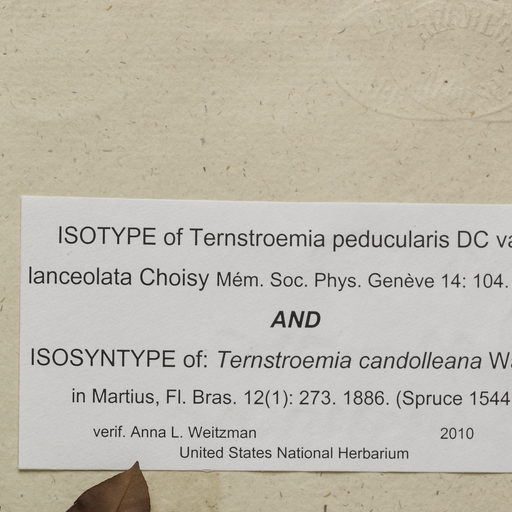 ISOTYPE of Ternstroemia peducularis DC va
lanceolata Choisy Mém. Soc. Phys. Genève 14: 104.
AND
ISOSYNTYPE of: Ternstroemia candolleana Wa
in Martius, Fl. Bras. 12(1): 273. 1886. (Spruce 1544
verif. Anna L. Weitzman 2010
United States National Herbarium